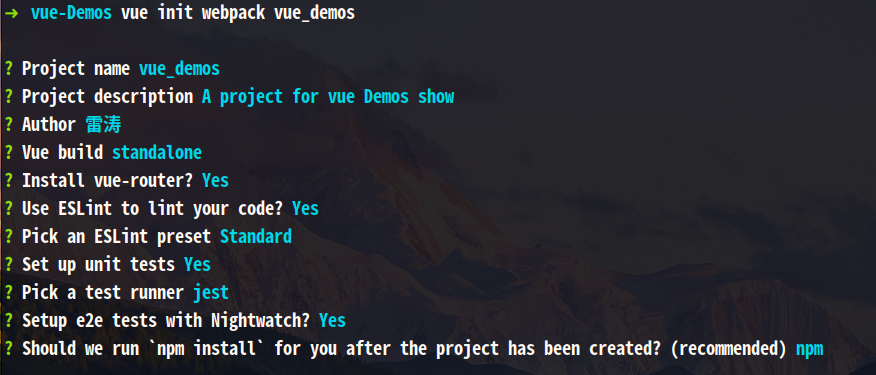 ➜ vue-Demos vue init webpack vue_demos
? Project name vue_demos
? Project description A project for vue Demos show
? Author 雷涛
? Vue build standalone
? Install vue-router? Yes
? Use ESLint to lint your code? Yes
? Pick an ESLint preset Standard
? Set up unit tests Yes
? Pick a test runner jest
? Setup e2e tests with Nightwatch? Yes
? Should we run `npm install` for you after the project has been created? (recommended) npm